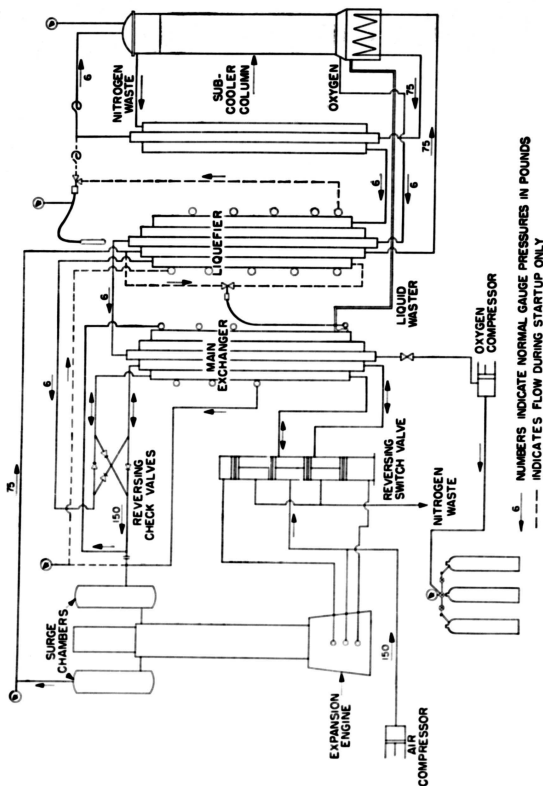 6
NITROGEN
WASTE
SUB-
COOLER
COLUMN
OXYGEN
75
75
6
6
LIQUEFIER
LIQUID
WASTER
6
MAIN
EXCHANGER
OXYGEN
COMPRESSOR
6
REVERSING
CHECK VALVES
REVERSING
SWITCH VALVE
NITROGEN
WASTE
75
150
SURGE
CHAMBERS
EXPANSION
ENGINE
150
AIR
COMPRESSOR
6 NUMBERS INDICATE NORMAL GAUGE PRESSURES IN POUNDS
INDICATES FLOW DURING STARTUP ONLY